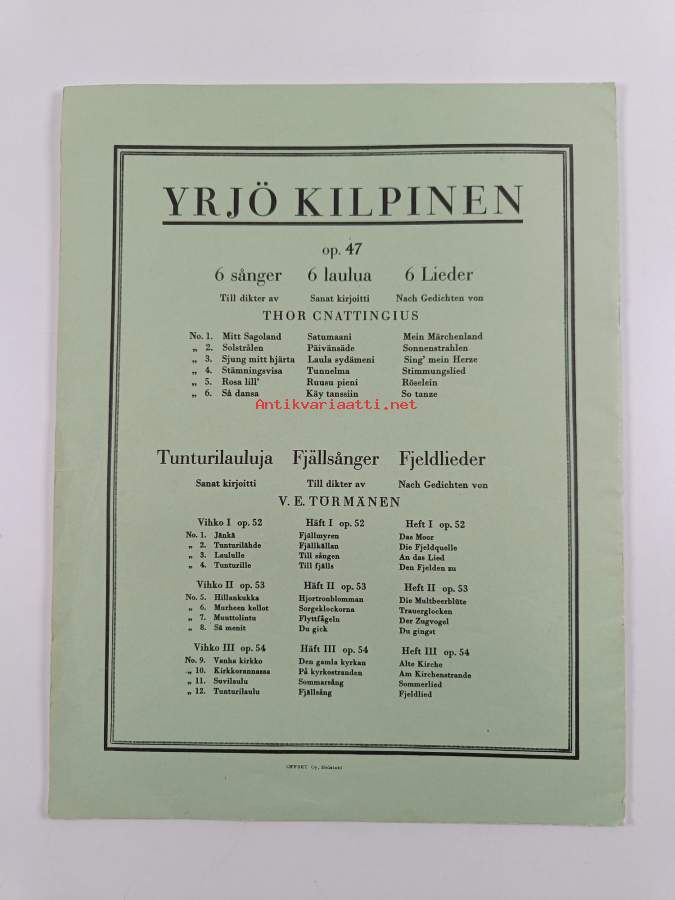 YRJÖ KILPINEN
op. 47
6 sånger 6 laulua 6 Lieder
Till dikter av Sanat kirjoitti Nach Gedichten von
THOR CNATTINGIUS
No. 1. Mitt Sagoland Satumaani Mein Märchenland
„ 2. Solstrålen Päivänsäde Sonnenstrahlen
„ 3. Sjung mitt hjärta Laula sydämeni Sing' mein Herze
„ 4. Stämningsvisa Tunnelma Stimmungslied
„ 5. Rosa lill' Ruusu pieni Röselein
„ 6. Så dansa Käy tanssiin So tanze
Antikvariaatti.net
Tunturilauluja Fjällsånger Fjeldlieder
Sanat kirjoitti Till dikter av Nach Gedichten von
V. E. TÖRMÄNEN
Vihko I op. 52 Häft I op. 52 Heft I op. 52
No. 1. Jänkä Fjällmyren Das Moor
„ 2. Tunturilähde Fjällkällan Die Fjeldquelle
„ 3. Laululle Till sången An das Lied
„ 4. Tunturille Till fjälls Den Fjelden zu
Vihko II op. 53 Häft II op. 53 Heft II op. 53
No. 5. Hillankukka Hjortronblomman Die Multbeerblüte
„ 6. Murheen kellot Sorgeklockorna Trauerglocken
„ 7. Muuttolintu Flyttfågeln Der Zugvogel
„ 8. Sä menit Du gick Du gingst
Vihko III op. 54 Häft III op. 54 Heft III op. 54
No. 9. Vanha kirkko Den gamla kyrkan Alte Kirche
„ 10. Kirkkorannassa På kyrkostranden Am Kirchenstrande
„ 11. Suvilaulu Sommarsång Sommerlied
„ 12. Tunturilaulu Fjällsång Fjeldlied
OFFSET Oy, Helsinki